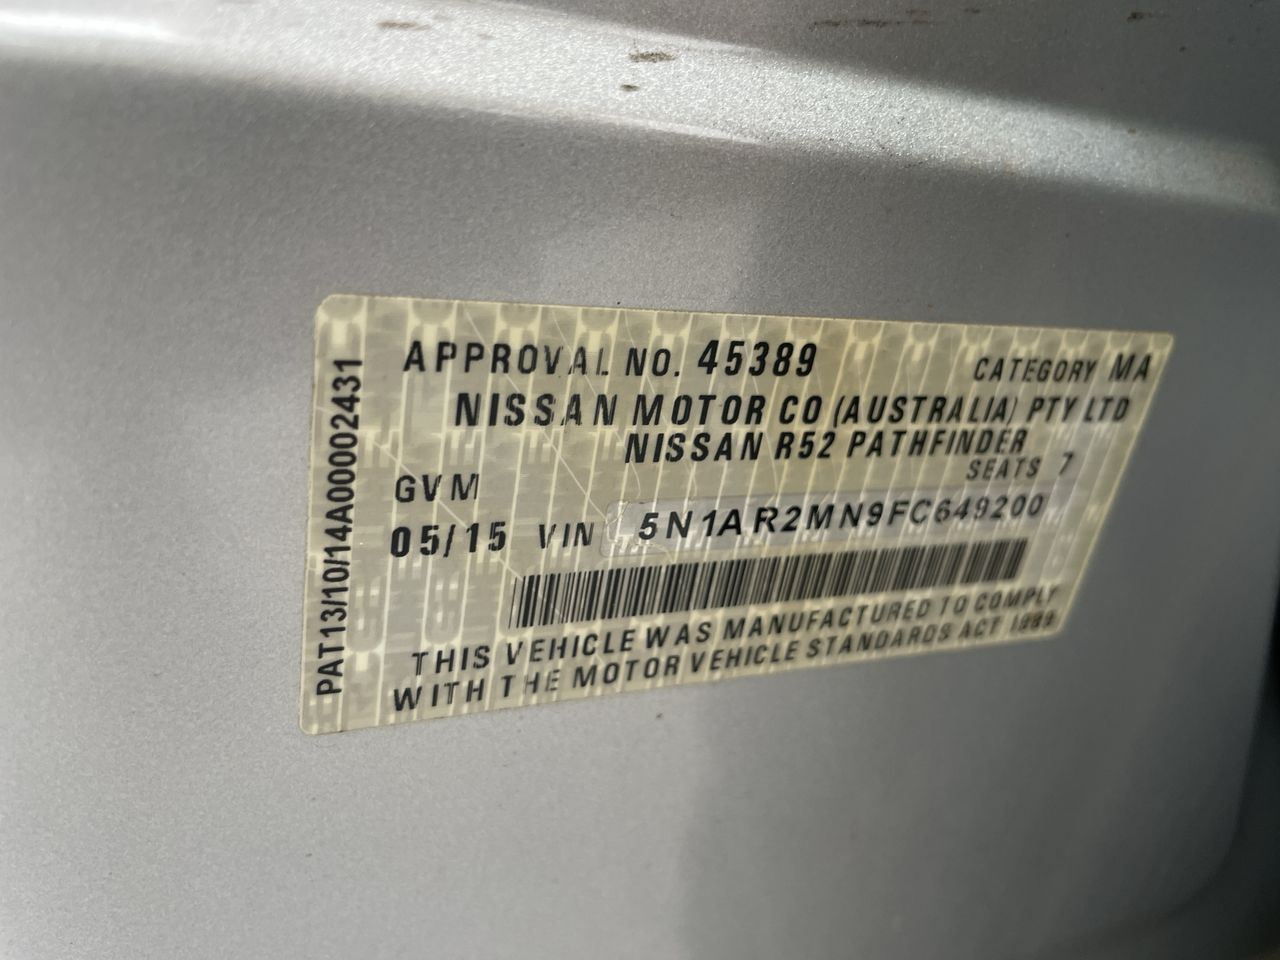 APPROVAL NO. 45389 CATEGORY MA
NISSAN MOTOR CO (AUSTRALIA) PTY LTD
NISSAN R52 PATHFINDER
GVM SEATS 7
05/15 VIN 5N1AR2MN9FC649200
THIS VEHICLE WAS MANUFACTURED TO COMPLY
WITH THE MOTOR VEHICLE STANDARDS ACT 1989
PAT13/10/14A00002431